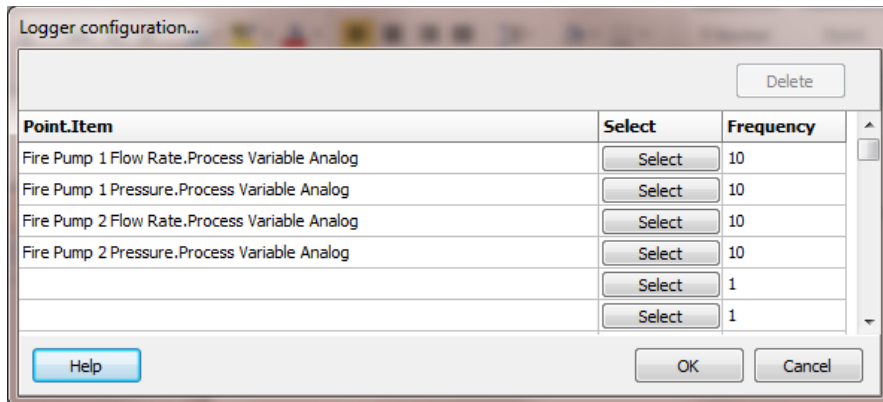 Logger configuration...
Delete
Point.Item Select Frequency
Fire Pump 1 Flow Rate.Process Variable Analog Select 10
Fire Pump 1 Pressure.Process Variable Analog Select 10
Fire Pump 2 Flow Rate.Process Variable Analog Select 10
Fire Pump 2 Pressure.Process Variable Analog Select 10
Select 1
Select 1
Help OK Cancel